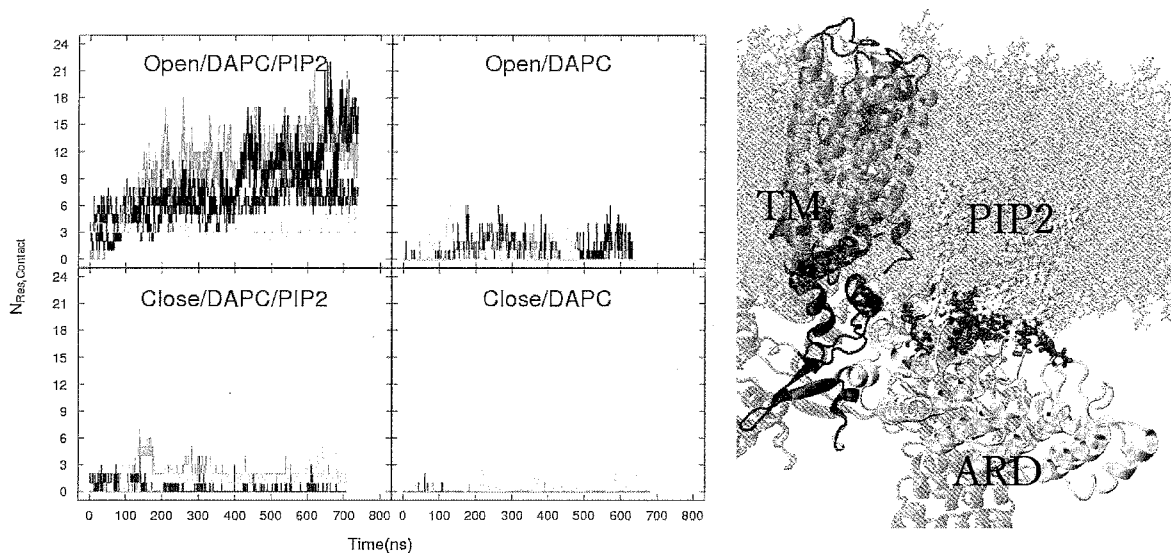 24
21
18
15
12
9
6
3
0
Open/DAPC/PIP2
Open/DAPC
24
21
18
15
12
9
6
3
0
Close/DAPC/PIP2
Close/DAPC
N_Res,Contact
0 100 200 300 400 500 600 700 800
0 100 200 300 400 500 600 700 800
Time(ns)
TM
PIP2
ARD